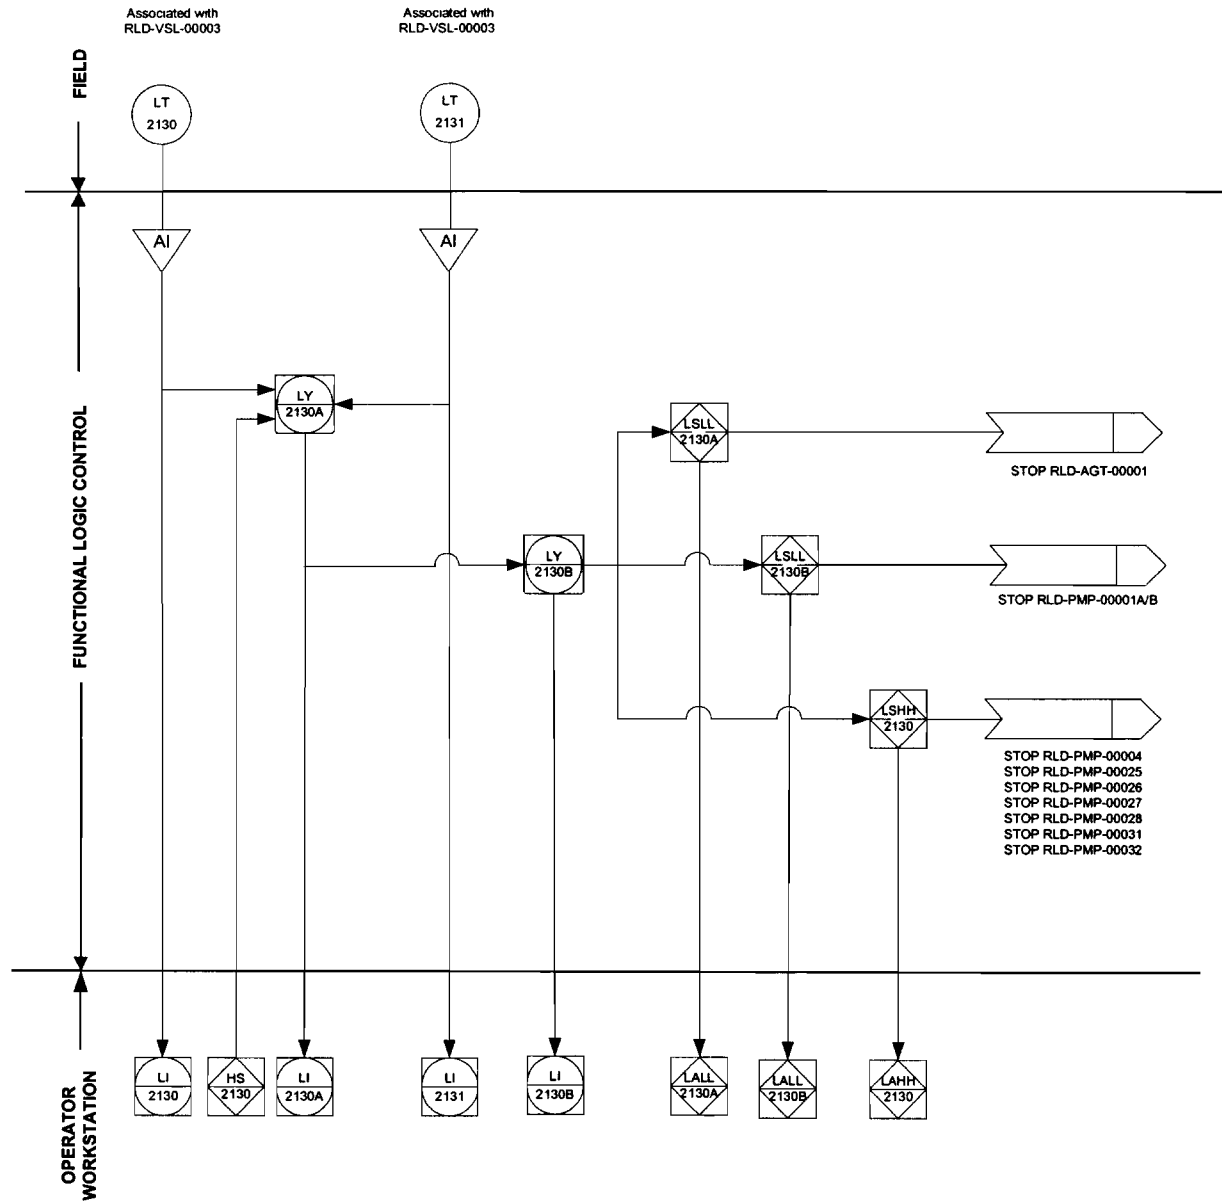 Associated with
RLD-VSL-00003
Associated with
RLD-VSL-00003
FIELD
LT
2130
LT
2131
AI
AI
FUNCTIONAL LOGIC CONTROL
LY
2130A
LSLL
2130A
STOP RLD-AGT-00001
LY
2130B
LSLL
2130B
STOP RLD-PMP-00001A/B
LSHH
2130
STOP RLD-PMP-00004
STOP RLD-PMP-00025
STOP RLD-PMP-00026
STOP RLD-PMP-00027
STOP RLD-PMP-00028
STOP RLD-PMP-00031
STOP RLD-PMP-00032
OPERATOR
WORKSTATION
LI
2130
HS
2130
LI
2130A
LI
2131
LI
2130B
LALL
2130A
LALL
2130B
LAHH
2130